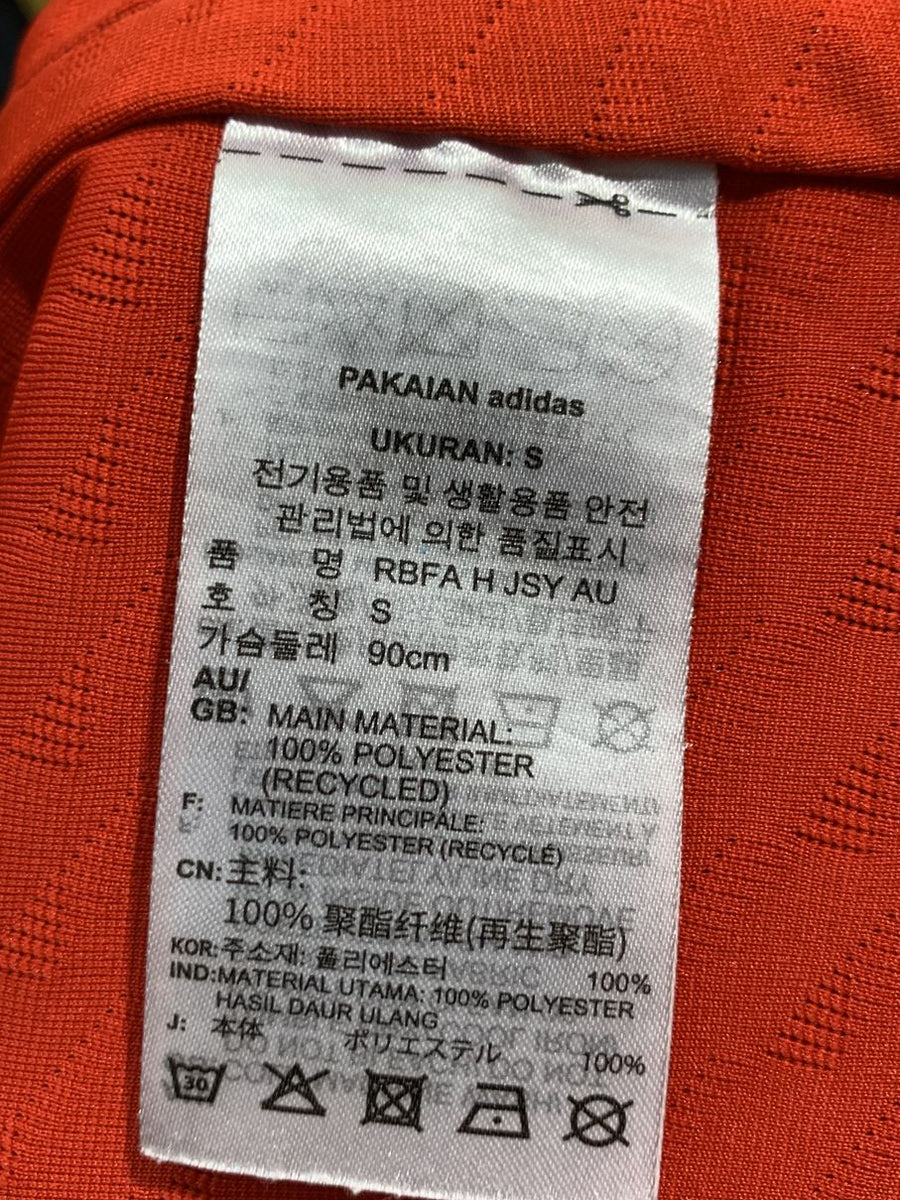 PAKAIAN adidas
UKURAN: S
전기용품 및 생활용품 안전
관리법에 의한 품질표시
품 명 RBFA H JSY AU
호 칭 S
가슴둘레 90cm
AU/
GB: MAIN MATERIAL:
100% POLYESTER
(RECYCLED)
F: MATIERE PRINCIPALE:
100% POLYESTER (RECYCLÉ)
CN: 主料:
100% 聚酯纤维(再生聚酯)
KOR: 주소재: 폴리에스터 100%
IND: MATERIAL UTAMA: 100% POLYESTER
HASIL DAUR ULANG
J: 本体 ポリエステル 100%
30